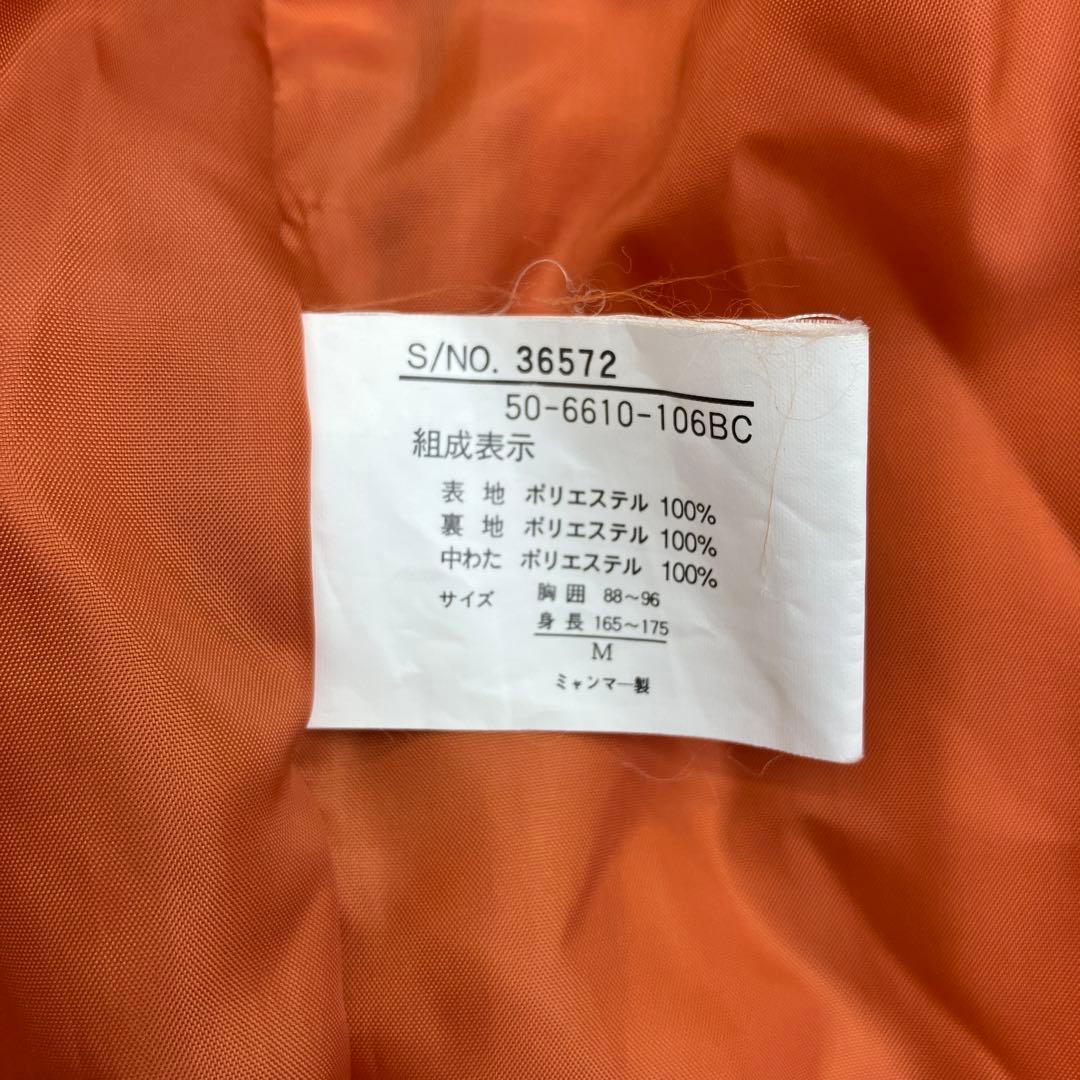 S/NO. 36572
50-6610-106BC
組成表示
表 地 ポリエステル 100%
裏 地 ポリエステル 100%
中わた ポリエステル 100%
サイズ 胸 囲 88〜96
身 長 165〜175
M
ミャンマー製